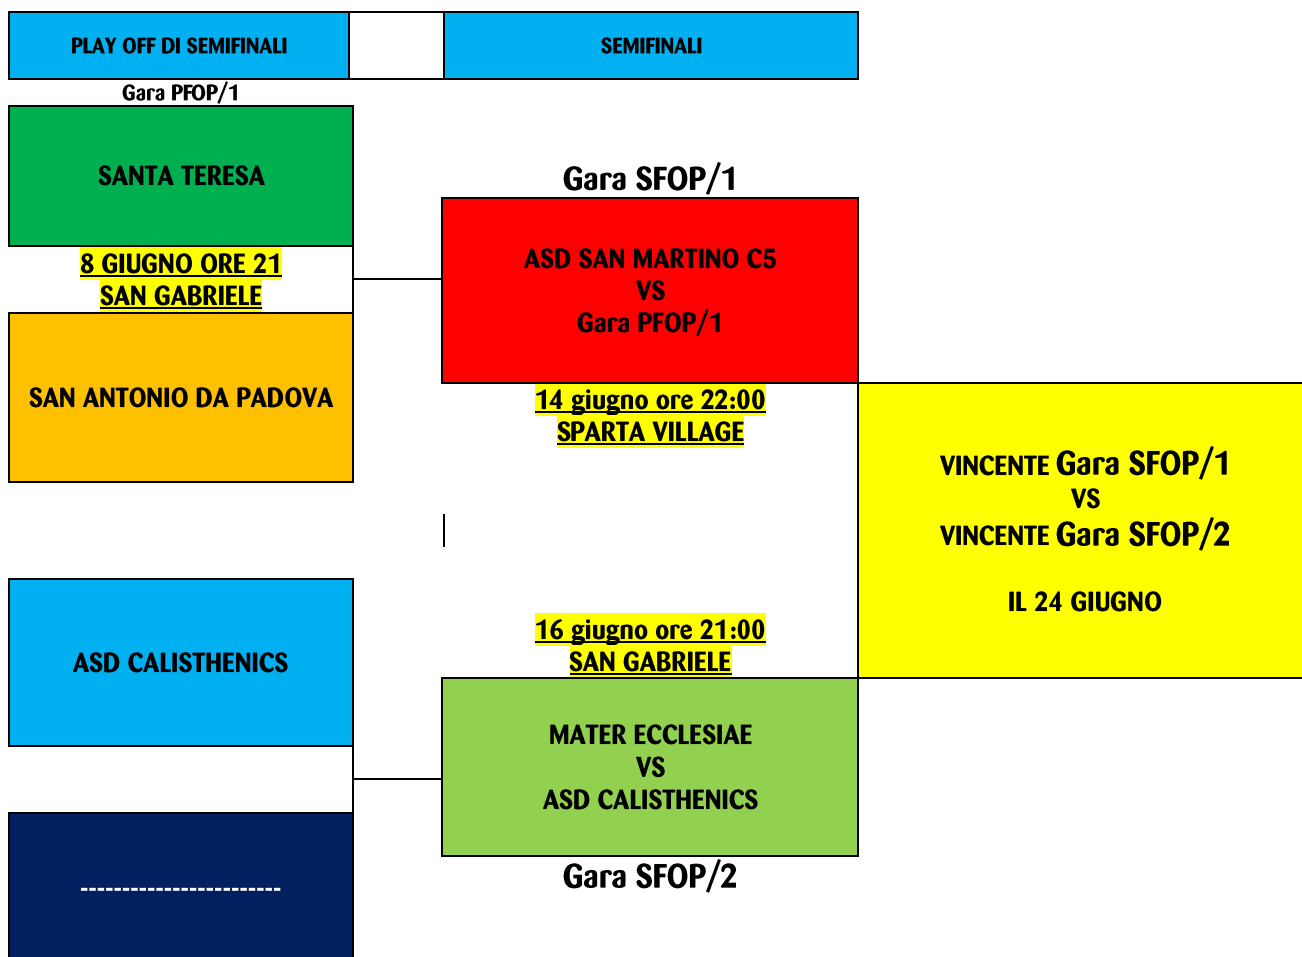 PLAY OFF DI SEMIFINALI
SEMIFINALI
Gara PFOP/1
SANTA TERESA
8 GIUGNO ORE 21
SAN GABRIELE
SAN ANTONIO DA PADOVA
Gara SFOP/1
ASD SAN MARTINO C5
VS
Gara PFOP/1
14 giugno ore 22:00
SPARTA VILLAGE
VINCENTE Gara SFOP/1
VS
VINCENTE Gara SFOP/2
IL 24 GIUGNO
ASD CALISTHENICS
------------------------
16 giugno ore 21:00
SAN GABRIELE
MATER ECCLESIAE
VS
ASD CALISTHENICS
Gara SFOP/2